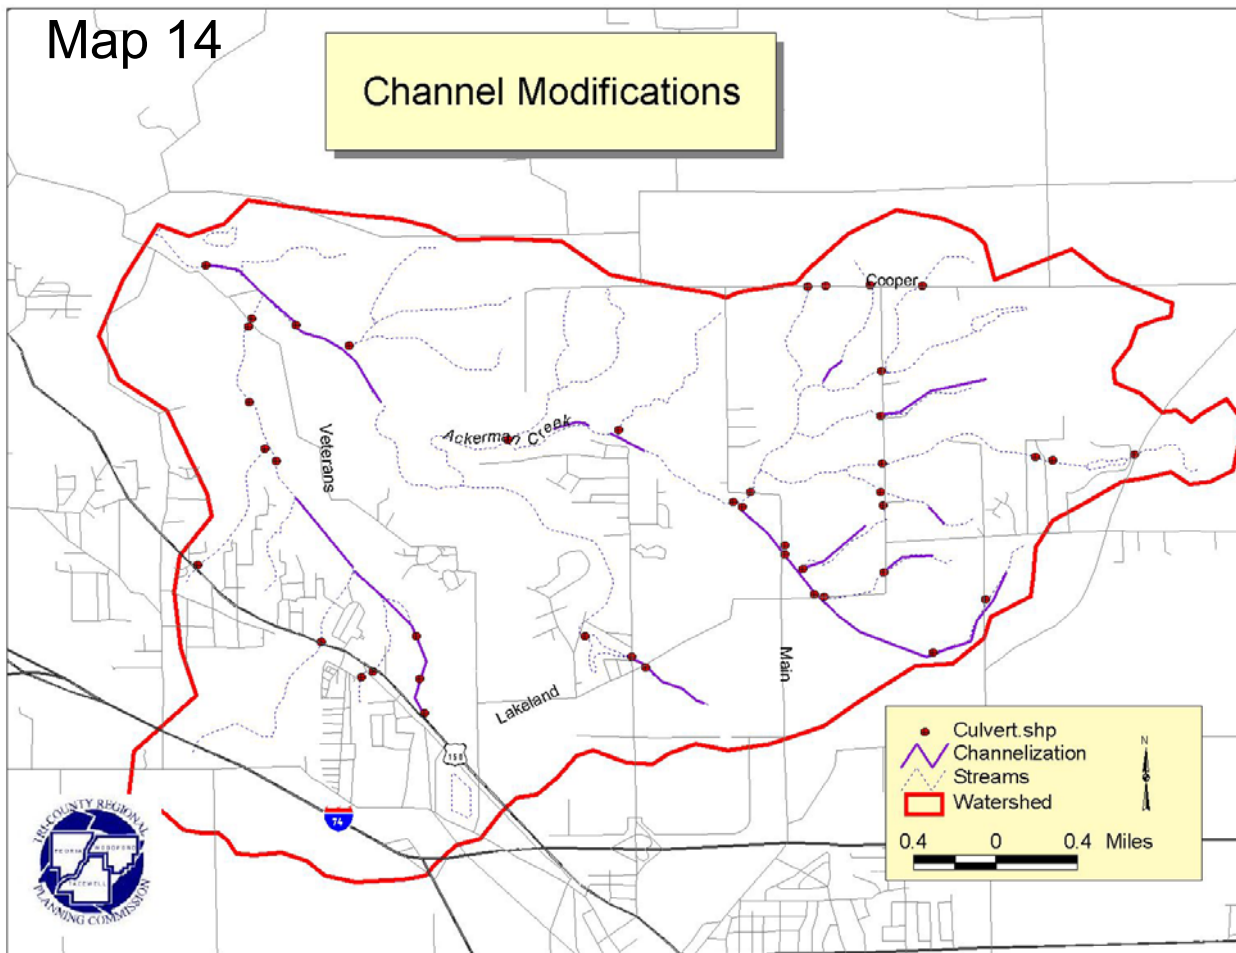 Map 14
Channel Modifications
Cooper
Ackerman Creek
Veterans
Main
Lakeland
150
74
Culvert.shp
Channelization
Streams
Watershed
N
0.4 0 0.4 Miles
TRI-COUNTY REGIONAL
PEORIA WOODFORD
TAZEWELL
PLANNING COMMISSION